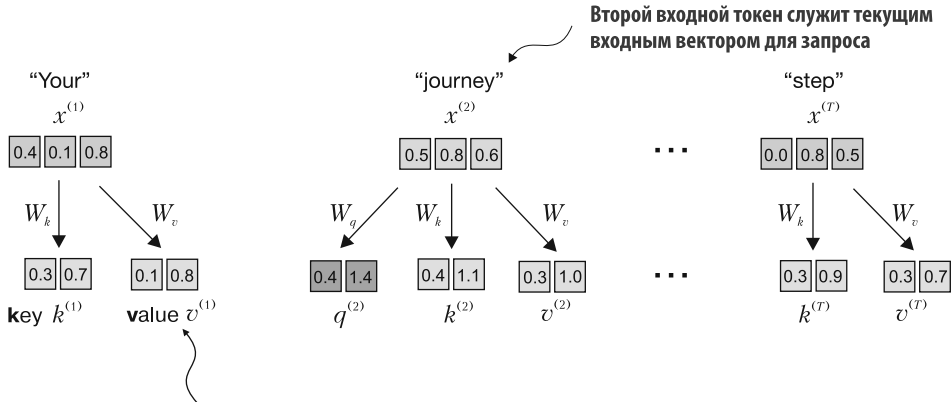 Второй входной токен служит текущим
входным вектором для запроса
“Your” “journey” “step”
x⁽¹⁾ x⁽²⁾ x⁽ᵀ⁾
0.4 0.1 0.8 0.5 0.8 0.6 ... 0.0 0.8 0.5
Wₖ Wᵥ W_q Wₖ Wᵥ Wₖ Wᵥ
0.3 0.7 0.1 0.8 0.4 1.4 0.4 1.1 0.3 1.0 ... 0.3 0.9 0.3 0.7
key k⁽¹⁾ value v⁽¹⁾ q⁽²⁾ k⁽²⁾ v⁽²⁾ k⁽ᵀ⁾ v⁽ᵀ⁾